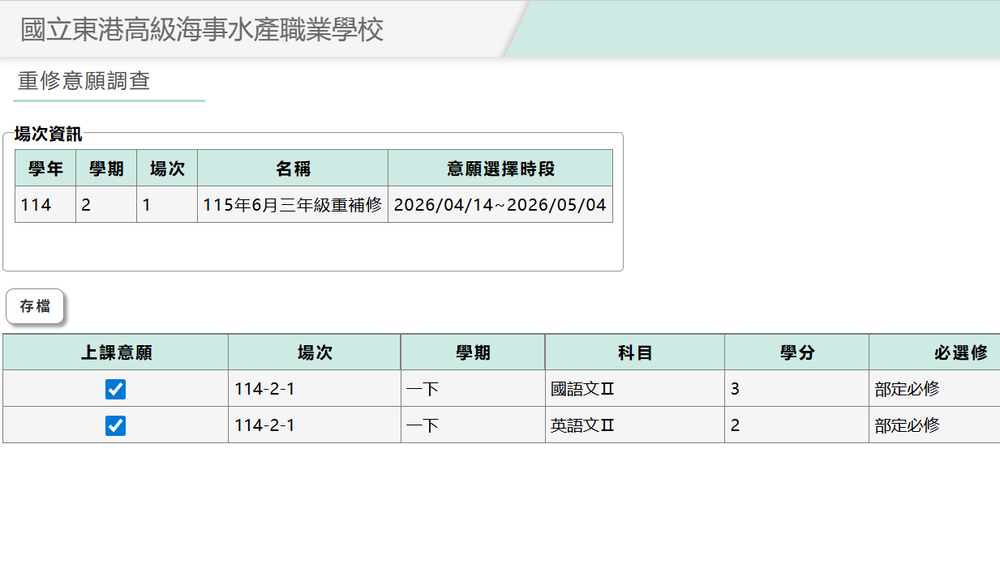 國立東港高級海事水產職業學校
重修意願調查
場次資訊
學年 學期 場次 名稱 意願選擇時段
114 2 1 115年6月三年級重補修 2026/04/14~2026/05/04
存檔
上課意願 場次 學期 科目 學分 必選修
114-2-1 一下 國語文Ⅱ 3 部定必修
114-2-1 一下 英語文Ⅱ 2 部定必修